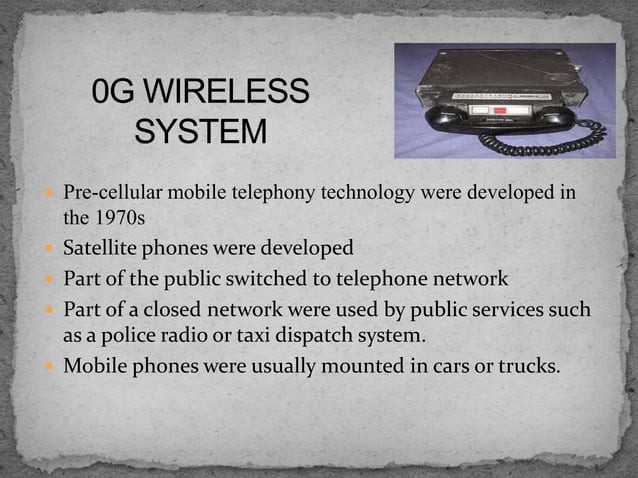 0G WIRELESS
SYSTEM
Pre-cellular mobile telephony technology were developed in
the 1970s
Satellite phones were developed
Part of the public switched to telephone network
Part of a closed network were used by public services such
as a police radio or taxi dispatch system.
Mobile phones were usually mounted in cars or trucks.